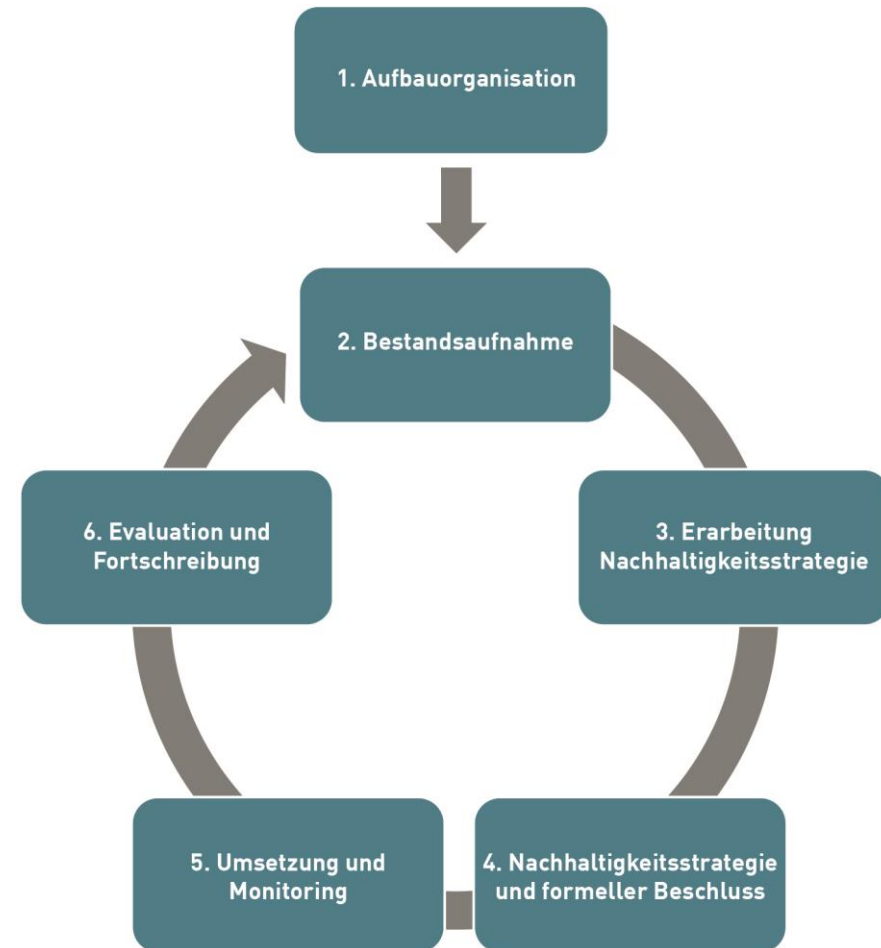 1. Aufbauorganisation
2. Bestandsaufnahme
3. Erarbeitung
Nachhaltigkeitsstrategie
4. Nachhaltigkeitsstrategie
und formeller Beschluss
5. Umsetzung und
Monitoring
6. Evaluation und
Fortschreibung